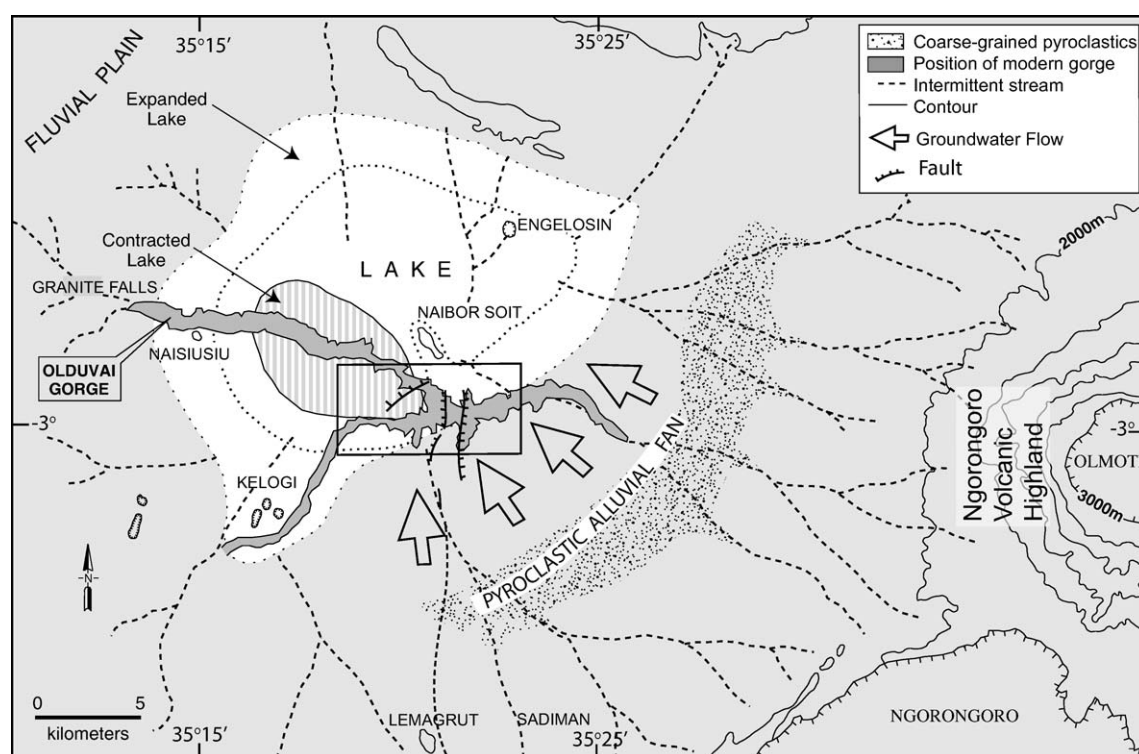 35°15′
35°25′
Coarse-grained pyroclastics
Position of modern gorge
Intermittent stream
Contour
Groundwater Flow
Fault
FLUVIAL PLAIN
Expanded
Lake
ENGELOSIN
2000m
Contracted
Lake
LAKE
GRANITE FALLS
NAIBOR SOIT
OLDUVAI
GORGE
NAISIUSIU
3°
3°
PYROCLASTIC ALLUVIAL FAN
Ngorongoro
Volcanic
Highland
OLMOT
3000m
KELOGI
N
0 5
kilometers
LEMAGRUT
SADIMAN
NGORONGORO
35°15′
35°25′